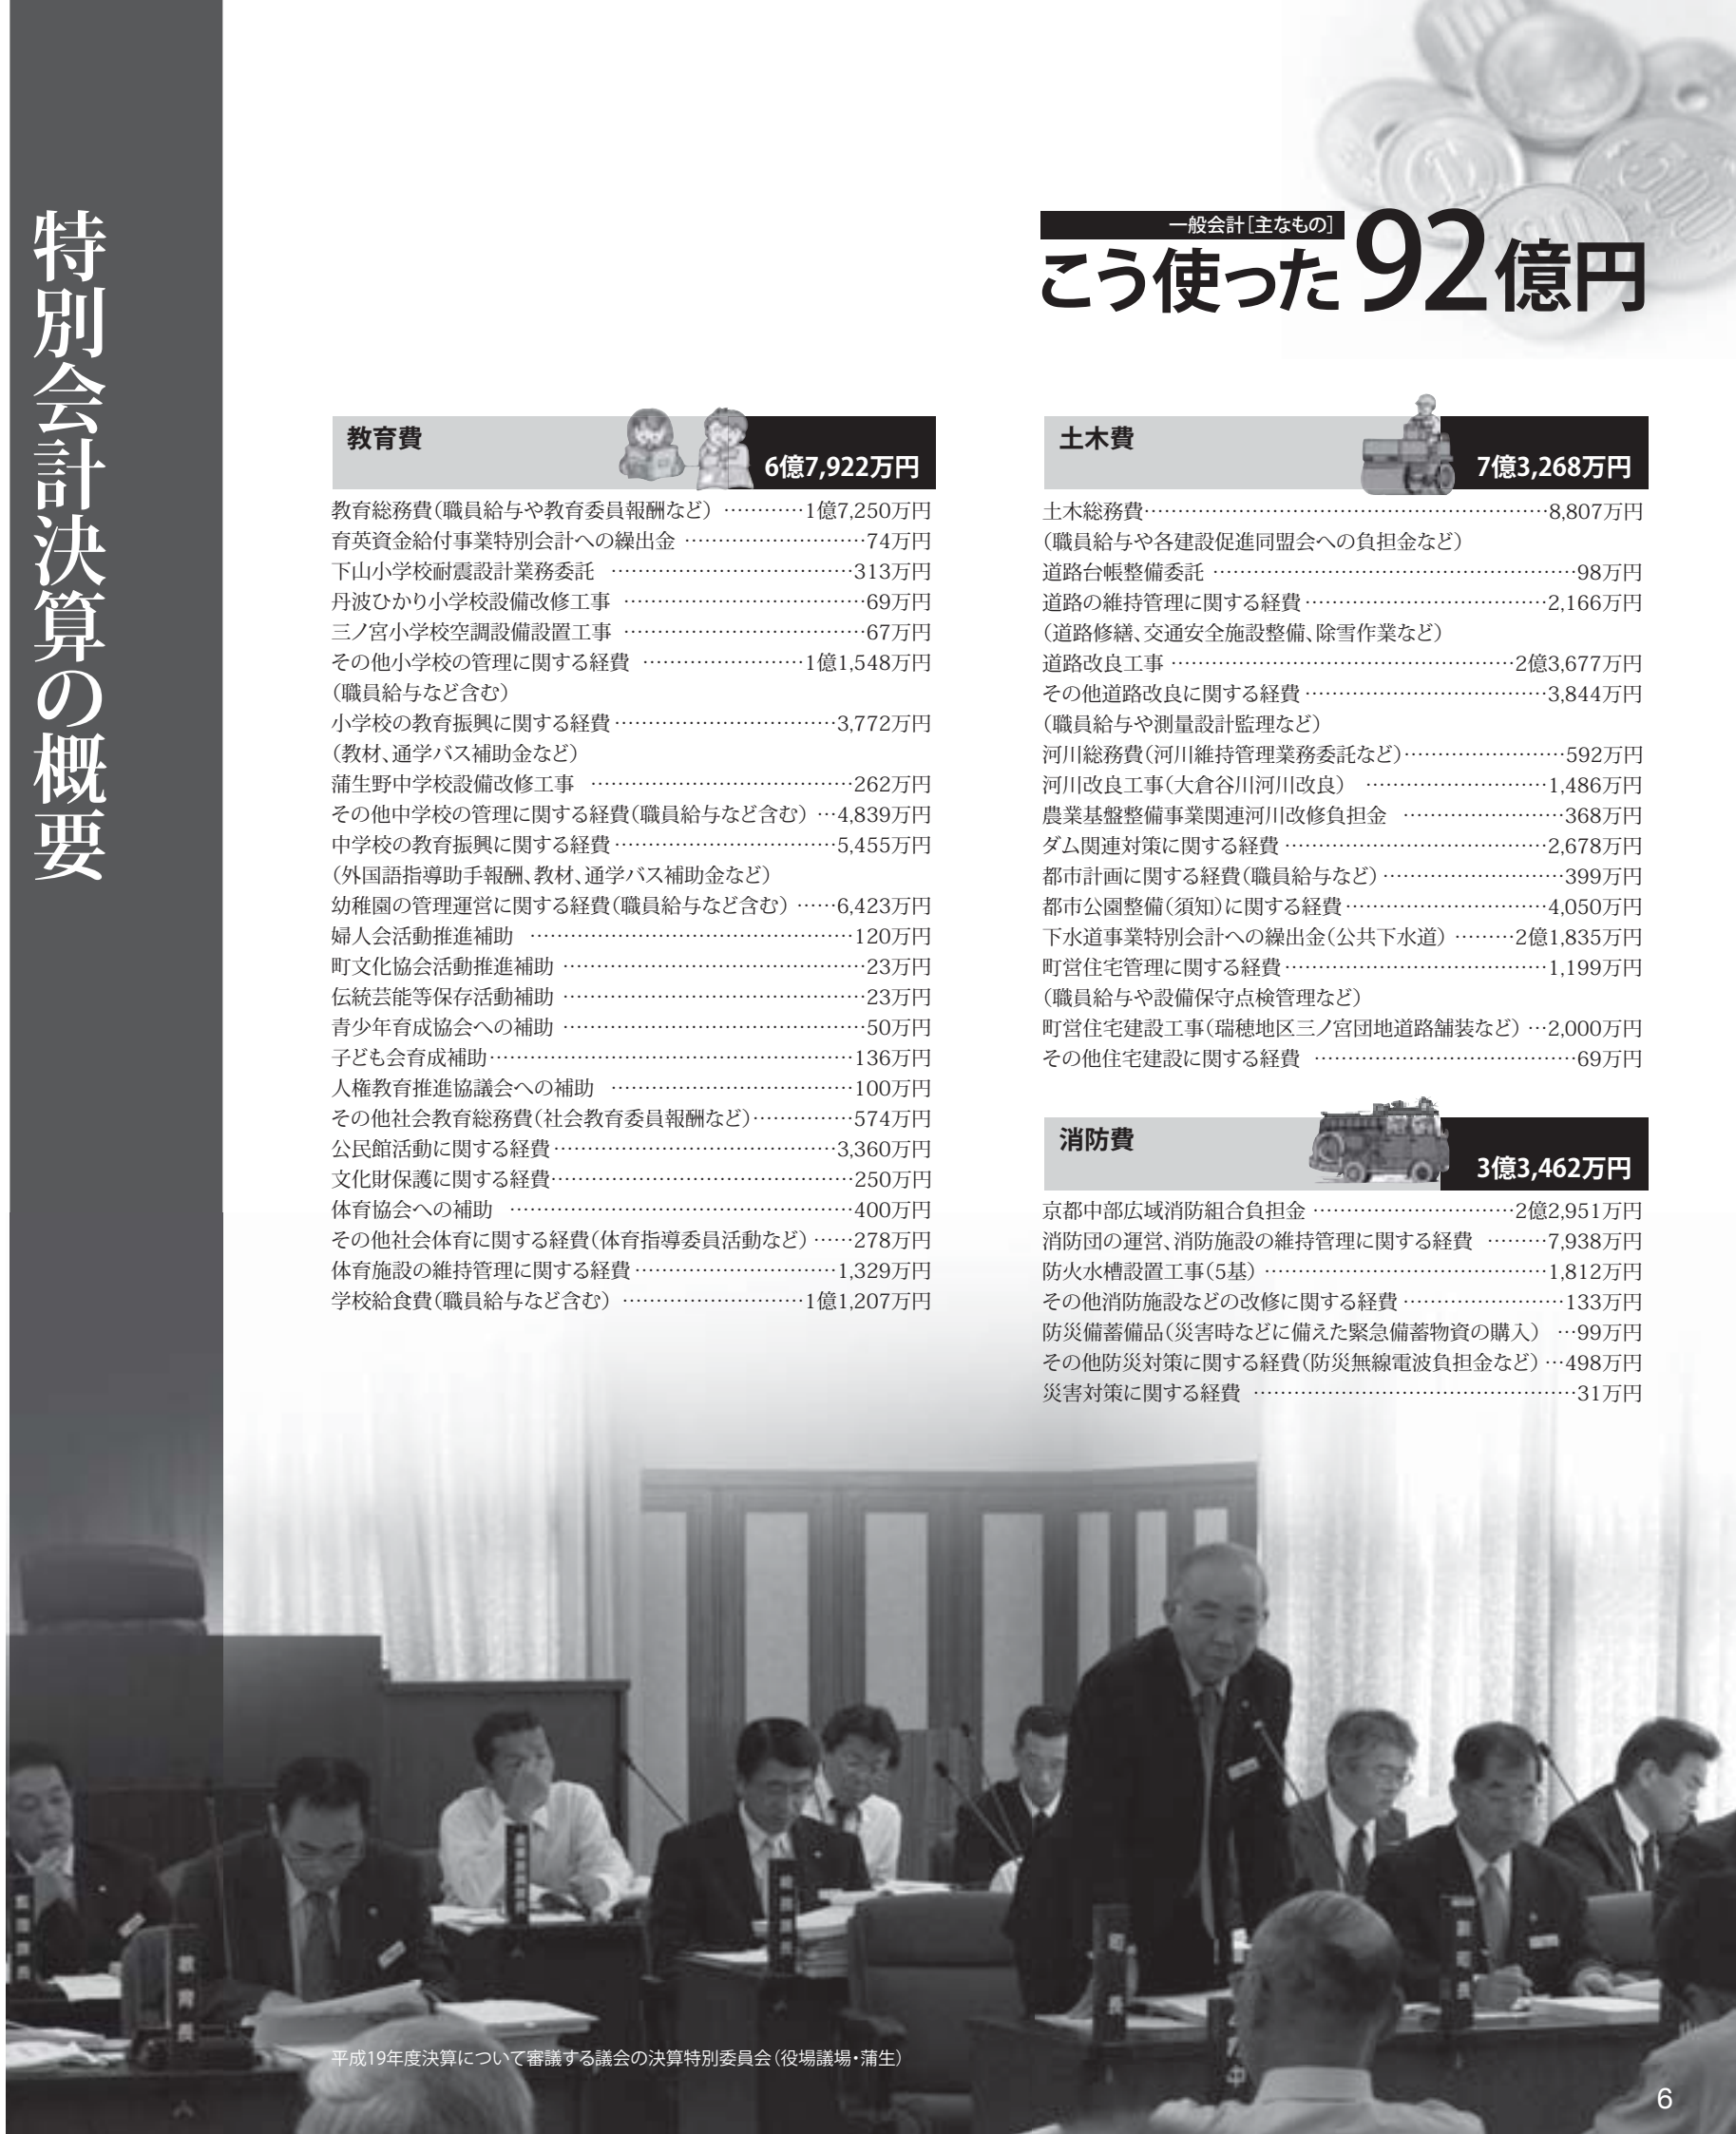 特別会計決算の概要
一般会計［主なもの］
こう使った92億円
土木費
7億3,268万円
土木総務費…………………………………………………8,807万円
（職員給与や各建設促進同盟会への負担金など）
道路台帳整備委託 ……………………………………………98万円
道路の維持管理に関する経費………………………………2,166万円
（道路修繕、交通安全施設整備、除雪作業など）
道路改良工事 …………………………………………2億3,677万円
その他道路改良に関する経費………………………………3,844万円
（職員給与や測量設計監理など）
河川総務費（河川維持管理業務委託など）……………………592万円
河川改良工事（大倉谷川河川改良） ………………………1,486万円
農業基盤整備事業関連河川改修負担金 ……………………368万円
ダム関連対策に関する経費 …………………………………2,678万円
都市計画に関する経費（職員給与など）………………………399万円
都市公園整備（須知）に関する経費…………………………4,050万円
下水道事業特別会計への繰出金（公共下水道） ………2億1,835万円
町営住宅管理に関する経費…………………………………1,199万円
（職員給与や設備保守点検管理など）
町営住宅建設工事（瑞穂地区三ノ宮団地道路舗装など） …2,000万円
その他住宅建設に関する経費 …………………………………69万円
消防費
3億3,462万円
京都中部広域消防組合負担金 …………………………2億2,951万円
消防団の運営、消防施設の維持管理に関する経費 ………7,938万円
防火水槽設置工事（5基） ……………………………………1,812万円
その他消防施設などの改修に関する経費 ……………………133万円
防災備蓄備品（災害時などに備えた緊急備蓄物資の購入） …99万円
その他防災対策に関する経費（防災無線電波負担金など） …498万円
災害対策に関する経費 …………………………………………31万円
教育費
6億7,922万円
教育総務費（職員給与や教育委員報酬など） …………1億7,250万円
育英資金給付事業特別会計への繰出金 ………………………74万円
下山小学校耐震設計業務委託 ………………………………313万円
丹波ひかり小学校設備改修工事 ………………………………69万円
三ノ宮小学校空調設備設置工事 ………………………………67万円
その他小学校の管理に関する経費 ……………………1億1,548万円
（職員給与など含む）
小学校の教育振興に関する経費……………………………3,772万円
（教材、通学バス補助金など）
蒲生野中学校設備改修工事 …………………………………262万円
その他中学校の管理に関する経費（職員給与など含む） …4,839万円
中学校の教育振興に関する経費……………………………5,455万円
（外国語指導助手報酬、教材、通学バス補助金など）
幼稚園の管理運営に関する経費（職員給与など含む） ……6,423万円
婦人会活動推進補助 …………………………………………120万円
町文化協会活動推進補助 ………………………………………23万円
伝統芸能等保存活動補助 ………………………………………23万円
青少年育成協会への補助 ………………………………………50万円
子ども会育成補助………………………………………………136万円
人権教育推進協議会への補助 ………………………………100万円
その他社会教育総務費（社会教育委員報酬など）……………574万円
公民館活動に関する経費……………………………………3,360万円
文化財保護に関する経費………………………………………250万円
体育協会への補助 ……………………………………………400万円
その他社会体育に関する経費（体育指導委員活動など）……278万円
体育施設の維持管理に関する経費…………………………1,329万円
学校給食費（職員給与など含む） ………………………1億1,207万円
教育長
平成19年度決算について審議する議会の決算特別委員会（役場議場・蒲生）
6